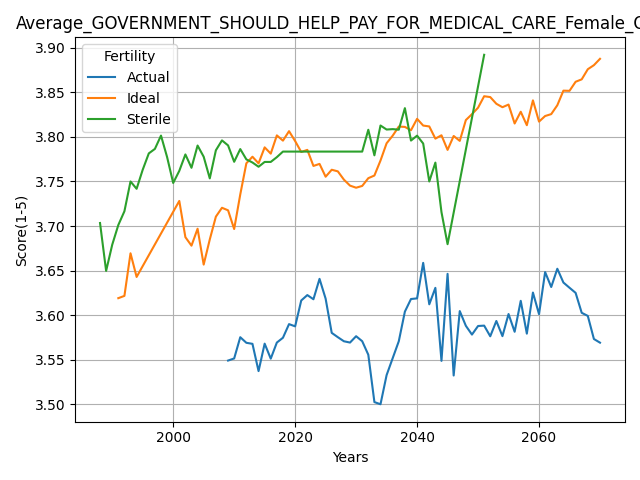 Average_GOVERNMENT_SHOULD_HELP_PAY_FOR_MEDICAL_CARE_Female_
Fertility
Actual
Ideal
Sterile
3.90
3.85
3.80
3.75
3.70
3.65
3.60
3.55
3.50
Score(1-5)
2000
2020
2040
2060
Years